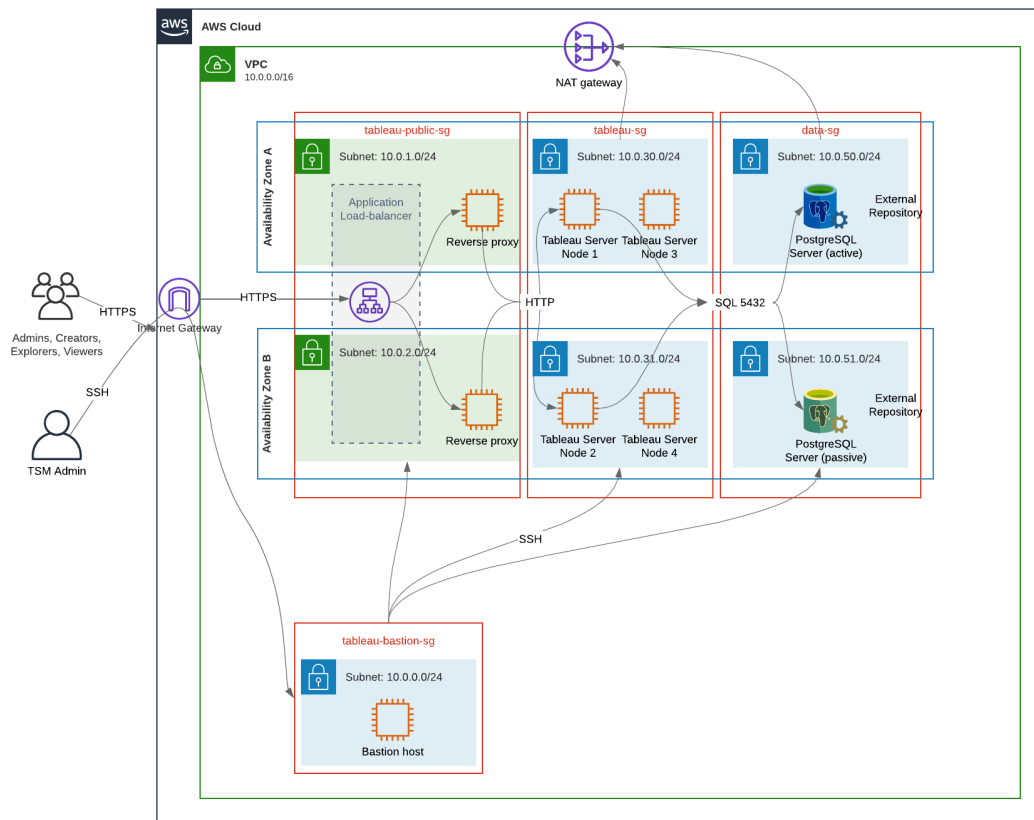 aws
AWS Cloud
VPC
10.0.0.0/16
NAT gateway
tableau-public-sg
tableau-sg
data-sg
Availability Zone A
Subnet: 10.0.1.0/24
Subnet: 10.0.30.0/24
Subnet: 10.0.50.0/24
Application
Load-balancer
Reverse proxy
Tableau Server
Node 1
Tableau Server
Node 3
PostgreSQL
Server (active)
External
Repository
HTTPS
Admins, Creators,
Explorers, Viewers
Internet Gateway
HTTPS
HTTP
SQL 5432
SSH
TSM Admin
Availability Zone B
Subnet: 10.0.2.0/24
Subnet: 10.0.31.0/24
Subnet: 10.0.51.0/24
Reverse proxy
Tableau Server
Node 2
Tableau Server
Node 4
PostgreSQL
Server (passive)
External
Repository
SSH
tableau-bastion-sg
Subnet: 10.0.0.0/24
Bastion host